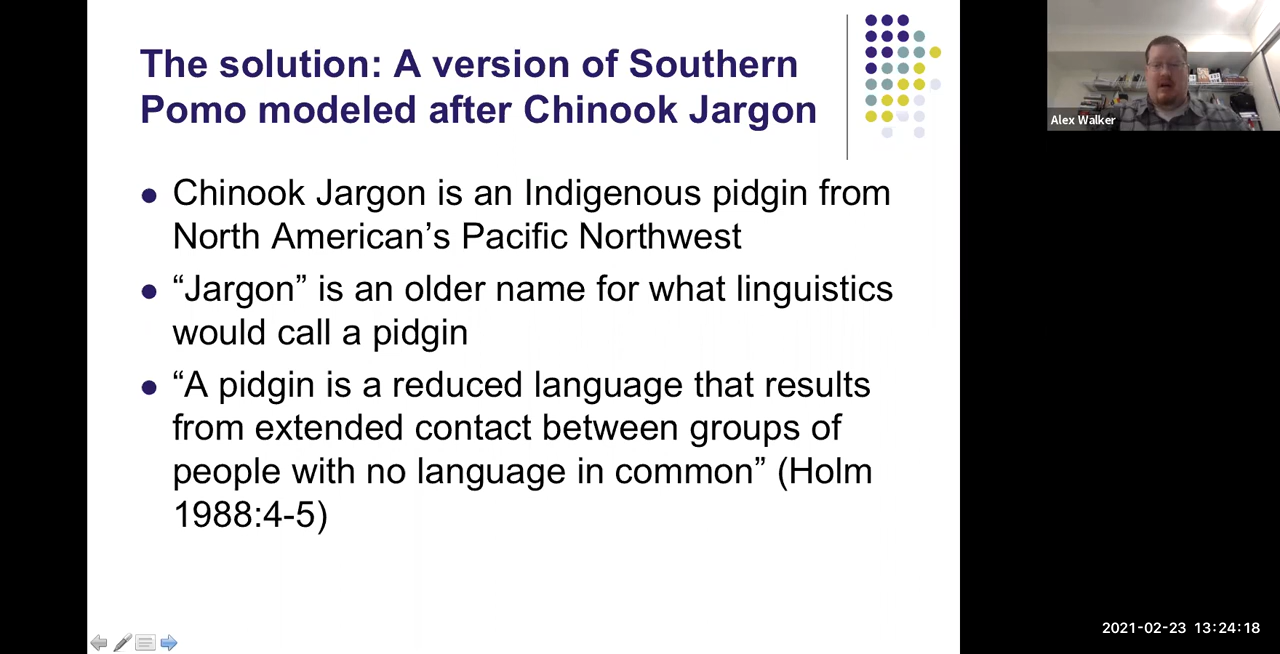 The solution: A version of Southern
Pomo modeled after Chinook Jargon
● Chinook Jargon is an Indigenous pidgin from
North American’s Pacific Northwest
● “Jargon” is an older name for what linguistics
would call a pidgin
● “A pidgin is a reduced language that results
from extended contact between groups of
people with no language in common” (Holm
1988:4-5)
Alex Walker
2021-02-23 13:24:18